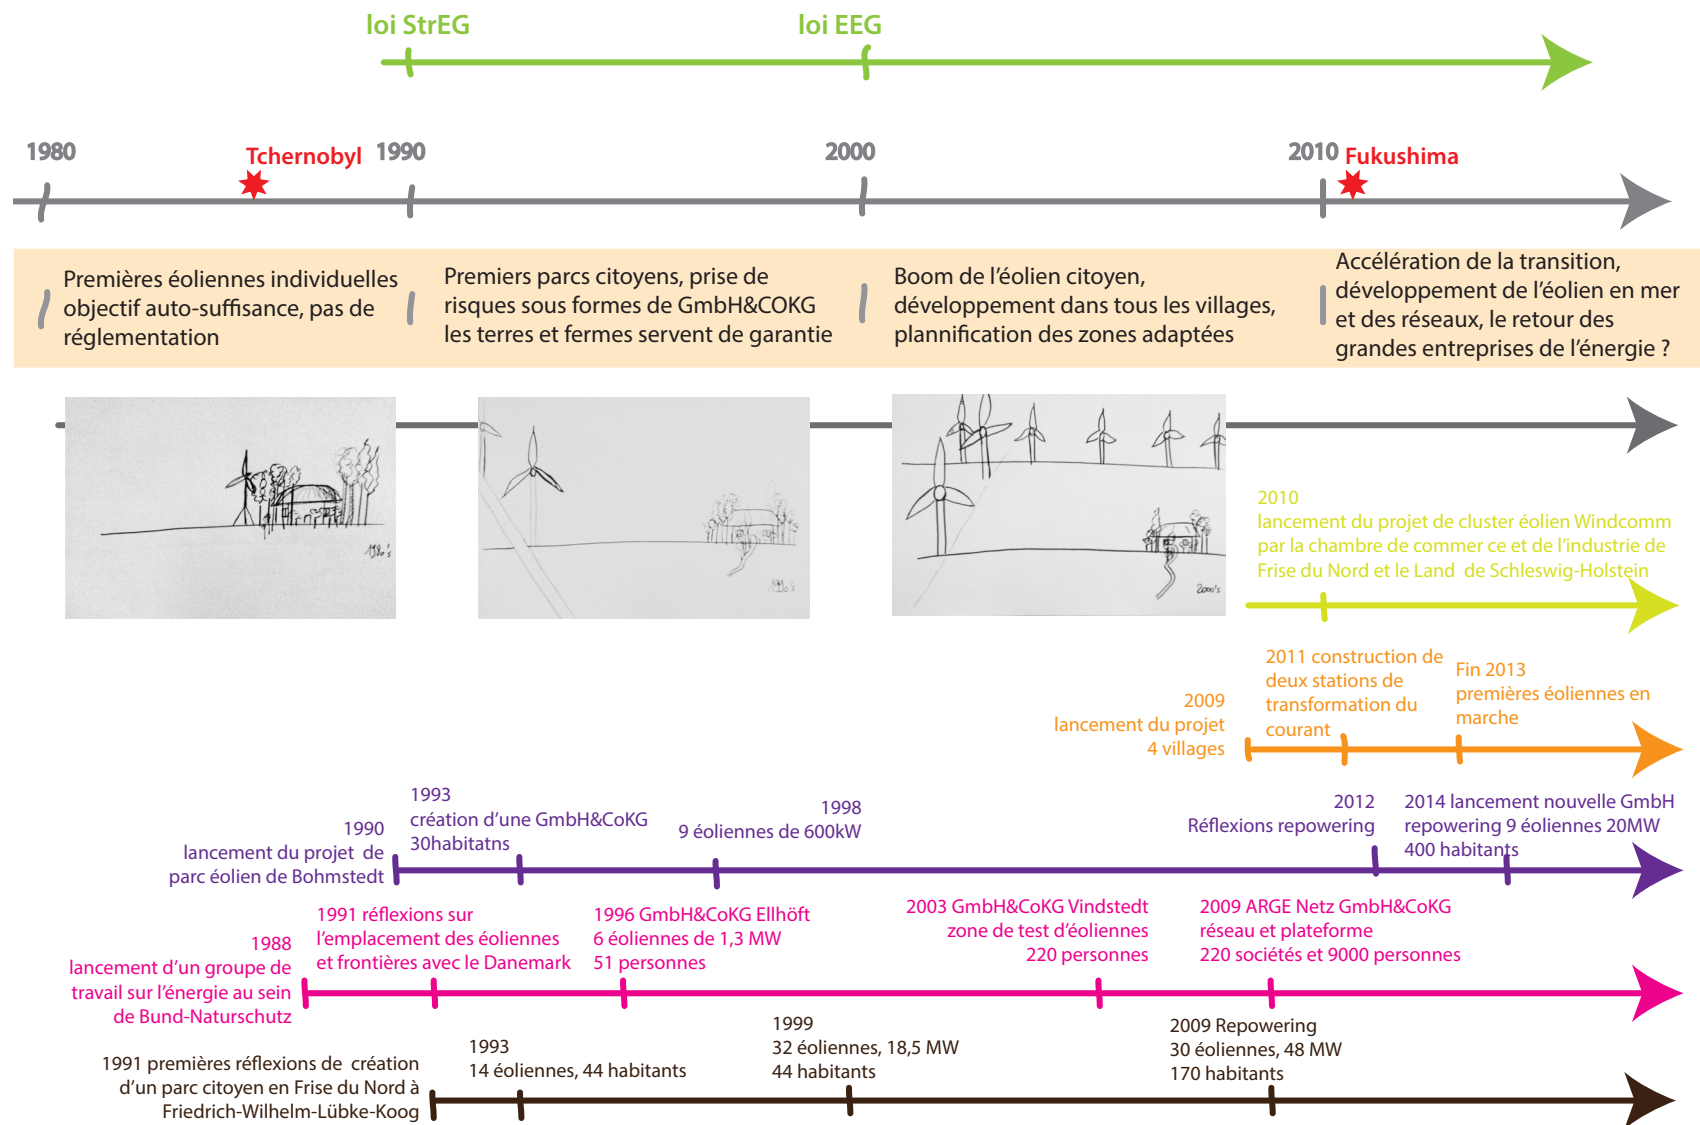 loi StrEG
loi EEG
1980
Tchernobyl
1990
2000
2010
Fukushima
Premières éoliennes individuelles
objectif auto-suffisance, pas de
réglementation
Premiers parcs citoyens, prise de
risques sous formes de GmbH&COKG
les terres et fermes servent de garantie
Boom de l'éolien citoyen,
développement dans tous les villages,
plannification des zones adaptées
Accélération de la transition,
développement de l'éolien en mer
et des réseaux, le retour des
grandes entreprises de l'énergie ?
1980's
1990's
2000's
2010
lancement du projet de cluster éolien Windcomm
par la chambre de commer ce et de l'industrie de
Frise du Nord et le Land de Schleswig-Holstein
2009
lancement du projet
4 villages
2011 construction de
deux stations de
transformation du
courant
Fin 2013
premières éoliennes en
marche
1990
lancement du projet de
parc éolien de Bohmstedt
1993
création d'une GmbH&CoKG
30habitatns
1998
9 éoliennes de 600kW
2012
Réflexions repowering
2014 lancement nouvelle GmbH
repowering 9 éoliennes 20MW
400 habitants
1988
lancement d'un groupe de
travail sur l'énergie au sein
de Bund-Naturschutz
1991 réflexions sur
l'emplacement des éoliennes
et frontières avec le Danemark
1996 GmbH&CoKG Ellhöft
6 éoliennes de 1,3 MW
51 personnes
2003 GmbH&CoKG Vindstedt
zone de test d'éoliennes
220 personnes
2009 ARGE Netz GmbH&CoKG
réseau et plateforme
220 sociétés et 9000 personnes
1991 premières réflexions de création
d'un parc citoyen en Frise du Nord à
Friedrich-Wilhelm-Lübke-Koog
1993
14 éoliennes, 44 habitants
1999
32 éoliennes, 18,5 MW
44 habitants
2009 Repowering
30 éoliennes, 48 MW
170 habitants